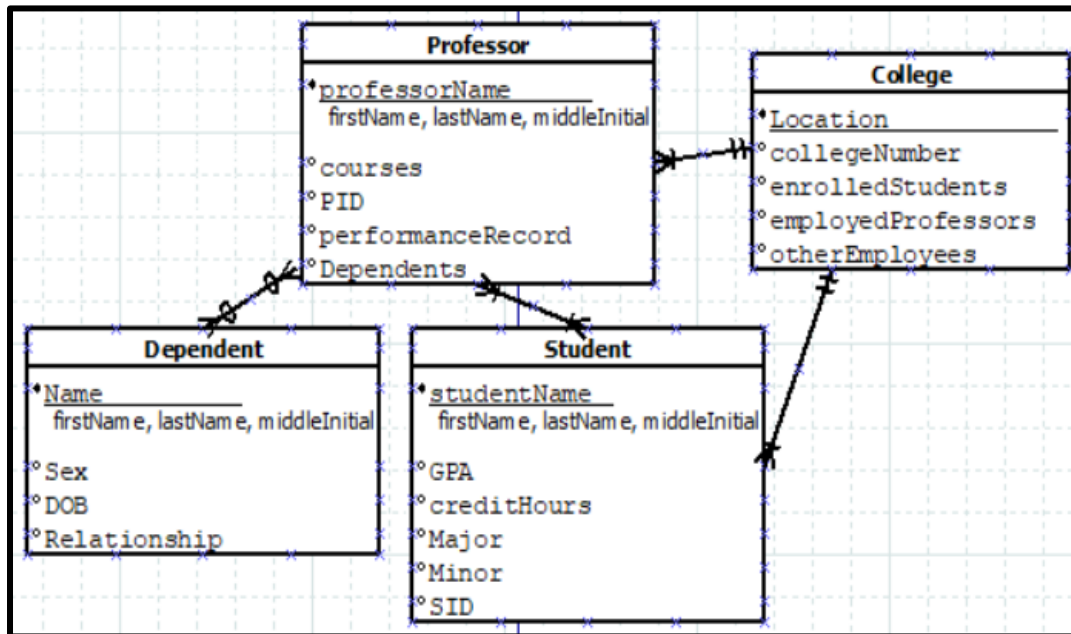 Professor
professorName
firstName, lastName, middleInitial
courses
PID
performanceRecord
Dependents
College
Location
collegeNumber
enrolledStudents
employedProfessors
otherEmployees
Dependent
Name
firstName, lastName, middleInitial
Sex
DOB
Relationship
Student
studentName
firstName, lastName, middleInitial
GPA
creditHours
Major
Minor
SID